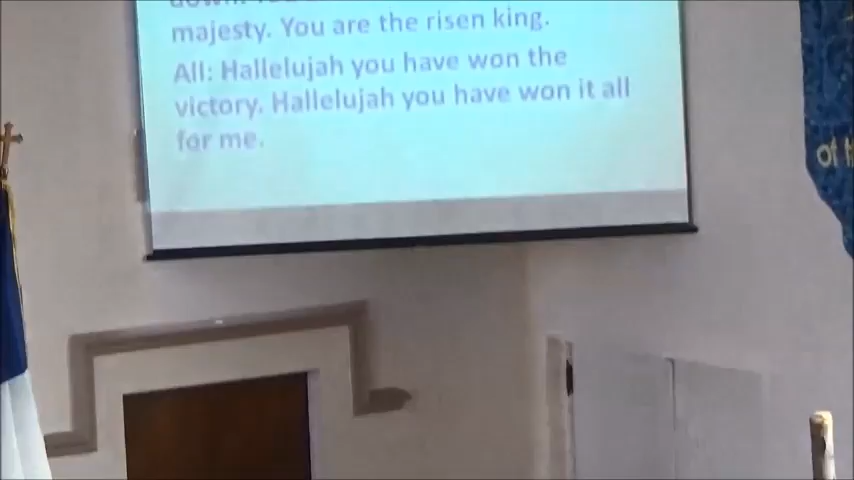 majesty. You are the risen king.
All: Hallelujah you have won the
victory. Hallelujah you have won it all
for me.
of